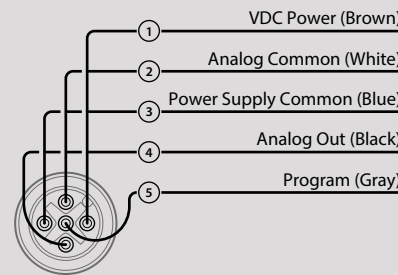 VDC Power (Brown)
1
Analog Common (White)
2
Power Supply Common (Blue)
3
Analog Out (Black)
4
Program (Gray)
5